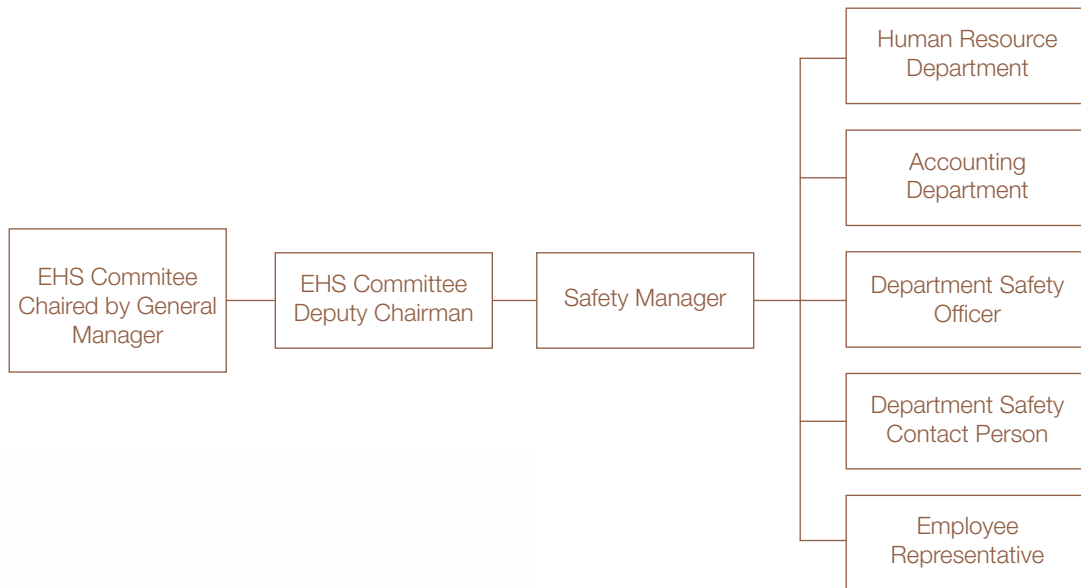 EHS Commitee
Chaired by General
Manager
EHS Committee
Deputy Chairman
Safety Manager
Human Resource
Department
Accounting
Department
Department Safety
Officer
Department Safety
Contact Person
Employee
Representative